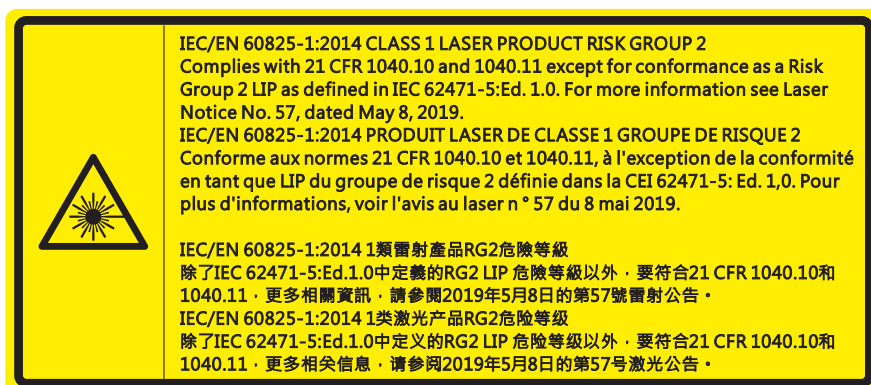 IEC/EN 60825-1:2014 CLASS 1 LASER PRODUCT RISK GROUP 2
Complies with 21 CFR 1040.10 and 1040.11 except for conformance as a Risk
Group 2 LIP as defined in IEC 62471-5:Ed. 1.0. For more information see Laser
Notice No. 57, dated May 8, 2019.
IEC/EN 60825-1:2014 PRODUIT LASER DE CLASSE 1 GROUPE DE RISQUE 2
Conforme aux normes 21 CFR 1040.10 et 1040.11, à l'exception de la conformité
en tant que LIP du groupe de risque 2 définie dans la CEI 62471-5: Ed. 1,0. Pour
plus d'informations, voir l'avis au laser n ° 57 du 8 mai 2019.
IEC/EN 60825-1:2014 1類雷射產品RG2危險等級
除了IEC 62471-5:Ed.1.0中定義的RG2 LIP 危險等級以外，要符合21 CFR 1040.10和
1040.11，更多相關資訊，請參閱2019年5月8日的第57號雷射公告。
IEC/EN 60825-1:2014 1类激光产品RG2危险等级
除了IEC 62471-5:Ed.1.0中定义的RG2 LIP 危险等级以外，要符合21 CFR 1040.10和
1040.11，更多相关信息，请参阅2019年5月8日的第57号激光公告。